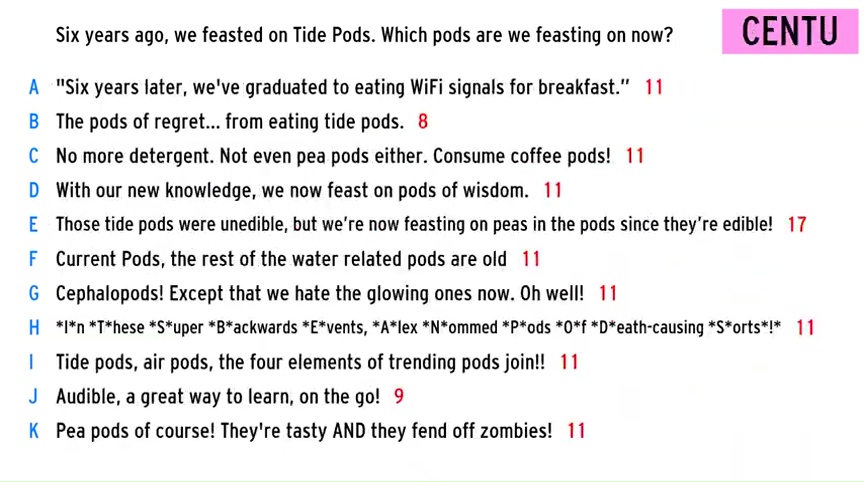 Six years ago, we feasted on Tide Pods. Which pods are we feasting on now?
CENTU
A "Six years later, we've graduated to eating WiFi signals for breakfast.” 11
B The pods of regret... from eating tide pods. 8
C No more detergent. Not even pea pods either. Consume coffee pods! 11
D With our new knowledge, we now feast on pods of wisdom. 11
E Those tide pods were unedible, but we’re now feasting on peas in the pods since they’re edible! 17
F Current Pods, the rest of the water related pods are old 11
G Cephalopods! Except that we hate the glowing ones now. Oh well! 11
H *I*n *T*hese *S*uper *B*ackwards *E*vents, *A*lex *N*ommed *P*ods *O*f *D*eath-causing *S*orts*!* 11
I Tide pods, air pods, the four elements of trending pods join!! 11
J Audible, a great way to learn, on the go! 9
K Pea pods of course! They're tasty AND they fend off zombies! 11